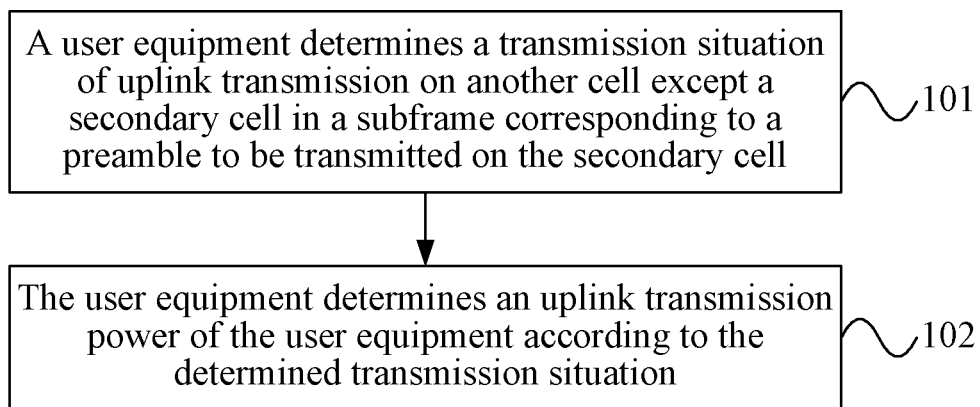 A user equipment determines a transmission situation
of uplink transmission on another cell except a
secondary cell in a subframe corresponding to a
preamble to be transmitted on the secondary cell
101
The user equipment determines an uplink transmission
power of the user equipment according to the
determined transmission situation
102